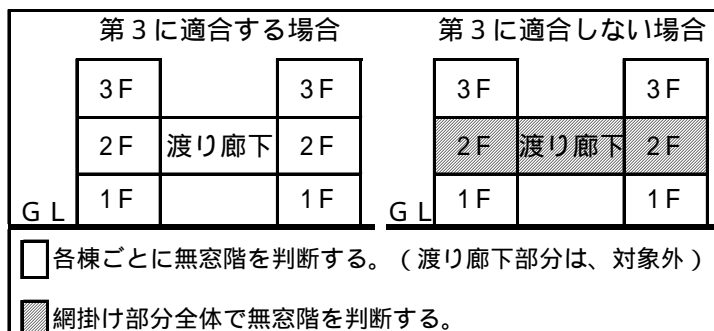 第３に適合する場合
第３に適合しない場合
３Ｆ ３Ｆ ３Ｆ ３Ｆ
２Ｆ 渡り廊下 ２Ｆ ２Ｆ 渡り廊下 ２Ｆ
ＧＬ １Ｆ １Ｆ ＧＬ １Ｆ １Ｆ
各棟ごとに無窓階を判断する。（渡り廊下部分は、対象外）
網掛け部分全体で無窓階を判断する。